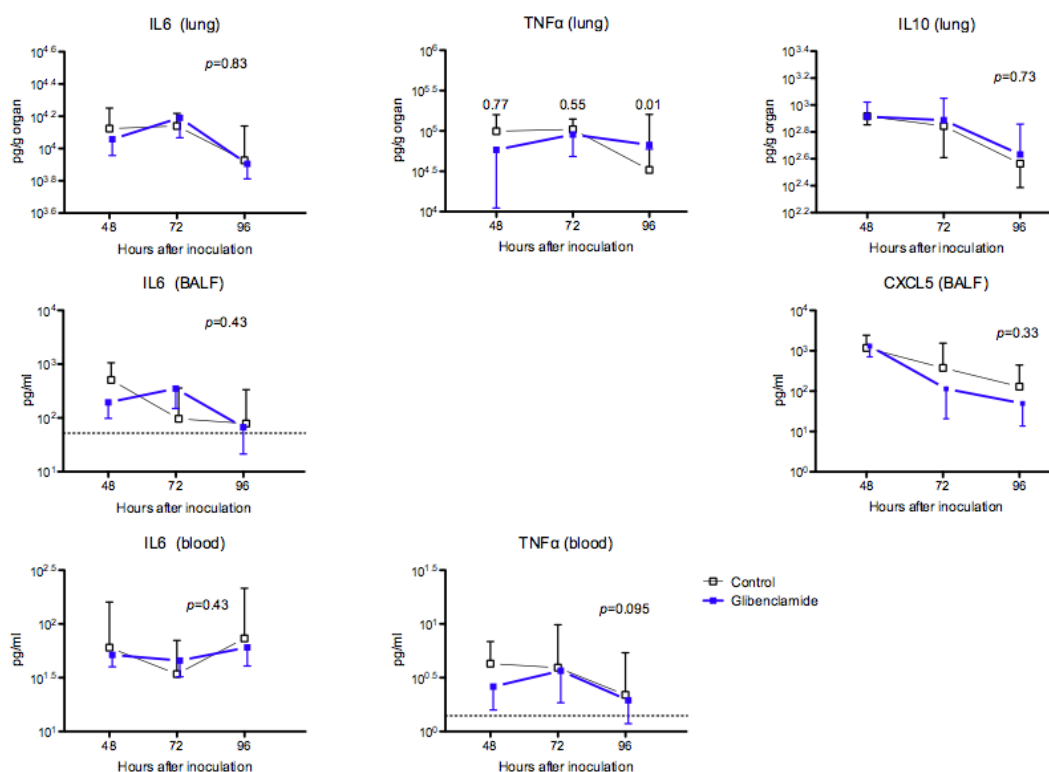 IL6 (lung)
10^4.6
10^4.4
10^4.2
10^4
10^3.8
10^3.6
pg/g organ
p=0.83
48 72 96
Hours after inoculation
TNFα (lung)
10^6
10^5.5
10^5
10^4.5
10^4
pg/g organ
0.77 0.55 0.01
48 72 96
Hours after inoculation
IL10 (lung)
10^3.4
10^3.2
10^3
10^2.8
10^2.6
10^2.4
10^2.2
pg/g organ
p=0.73
48 72 96
Hours after inoculation
IL6 (BALF)
10^4
10^3
10^2
10^1
pg/ml
p=0.43
48 72 96
Hours after inoculation
CXCL5 (BALF)
10^4
10^3
10^2
10^1
10^0
pg/ml
p=0.33
48 72 96
Hours after inoculation
IL6 (blood)
10^2.5
10^2
10^1.5
10^1
pg/ml
p=0.43
48 72 96
Hours after inoculation
TNFα (blood)
10^1.5
10^1
10^0.5
10^0
pg/ml
p=0.095
48 72 96
Hours after inoculation
Control
Glibenclamide